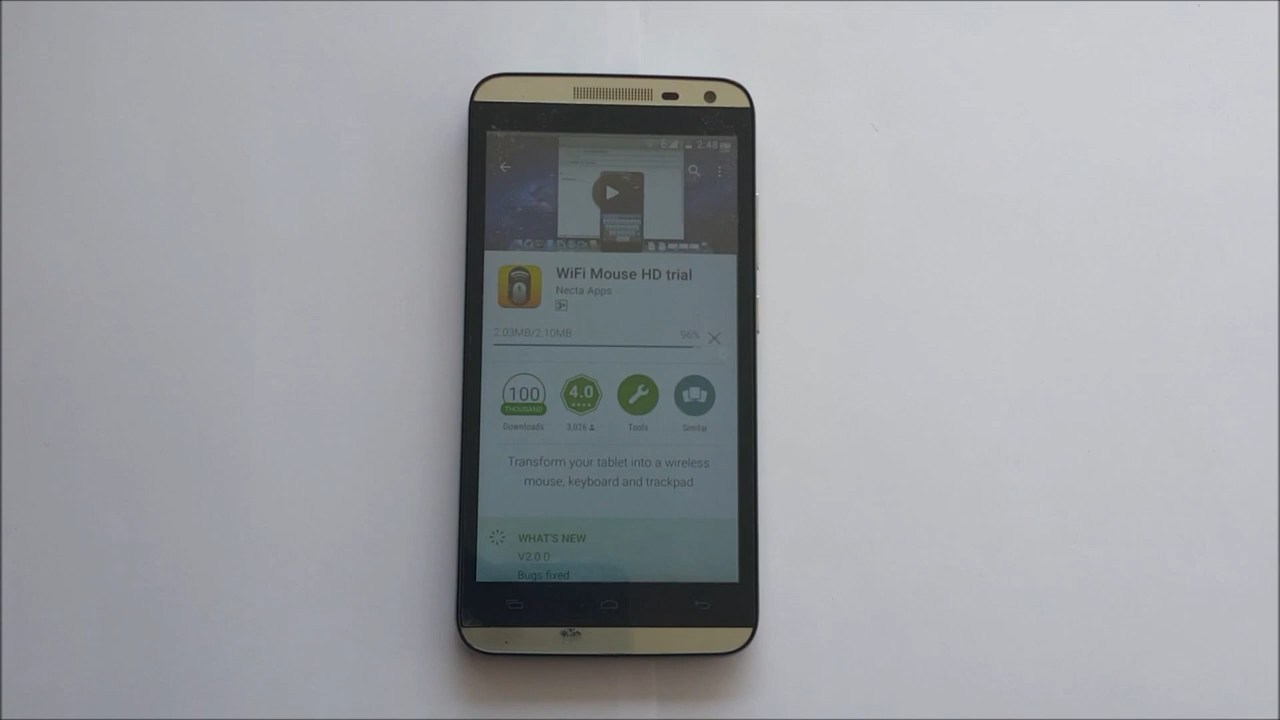 E 2:48
WiFi Mouse HD trial
Necta Apps
3+
2.03MB/2.10MB 96%
100 4.0
THOUSAND
Downloads 3,026 Tools Similar
Transform your tablet into a wireless
mouse, keyboard and trackpad
WHAT'S NEW
V2.0.0
Bugs fixed